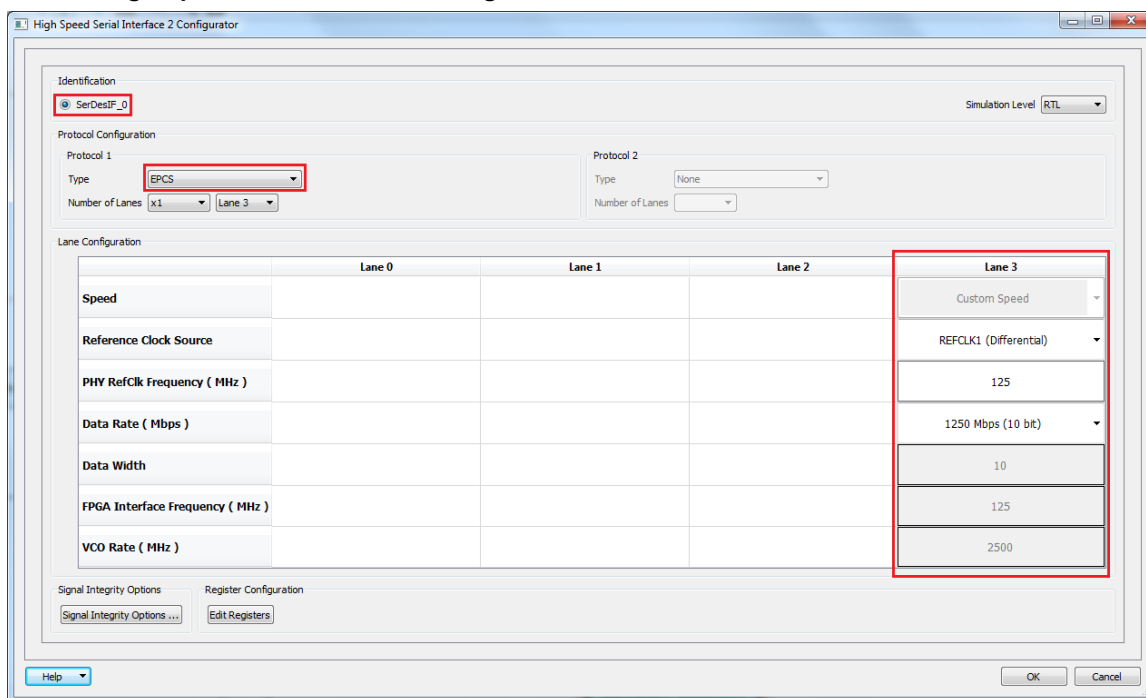 High Speed Serial Interface 2 Configurator
Identification
SerDesIF_0
Simulation Level RTL
Protocol Configuration
Protocol 1
Protocol 2
Type EPCS
Type None
Number of Lanes x1 Lane 3
Number of Lanes
Lane Configuration
Lane 0 Lane 1 Lane 2 Lane 3
Speed Custom Speed
Reference Clock Source REFCLK1 (Differential)
PHY RefClk Frequency ( MHz ) 125
Data Rate ( Mbps ) 1250 Mbps (10 bit)
Data Width 10
FPGA Interface Frequency ( MHz ) 125
VCO Rate ( MHz ) 2500
Signal Integrity Options Register Configuration
Signal Integrity Options ... Edit Registers
Help OK Cancel